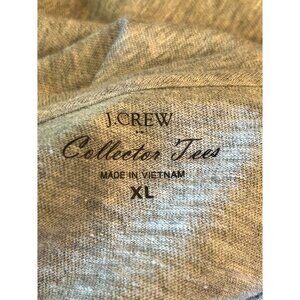 J.CREW
Collector Tees
MADE IN VIETNAM
XL